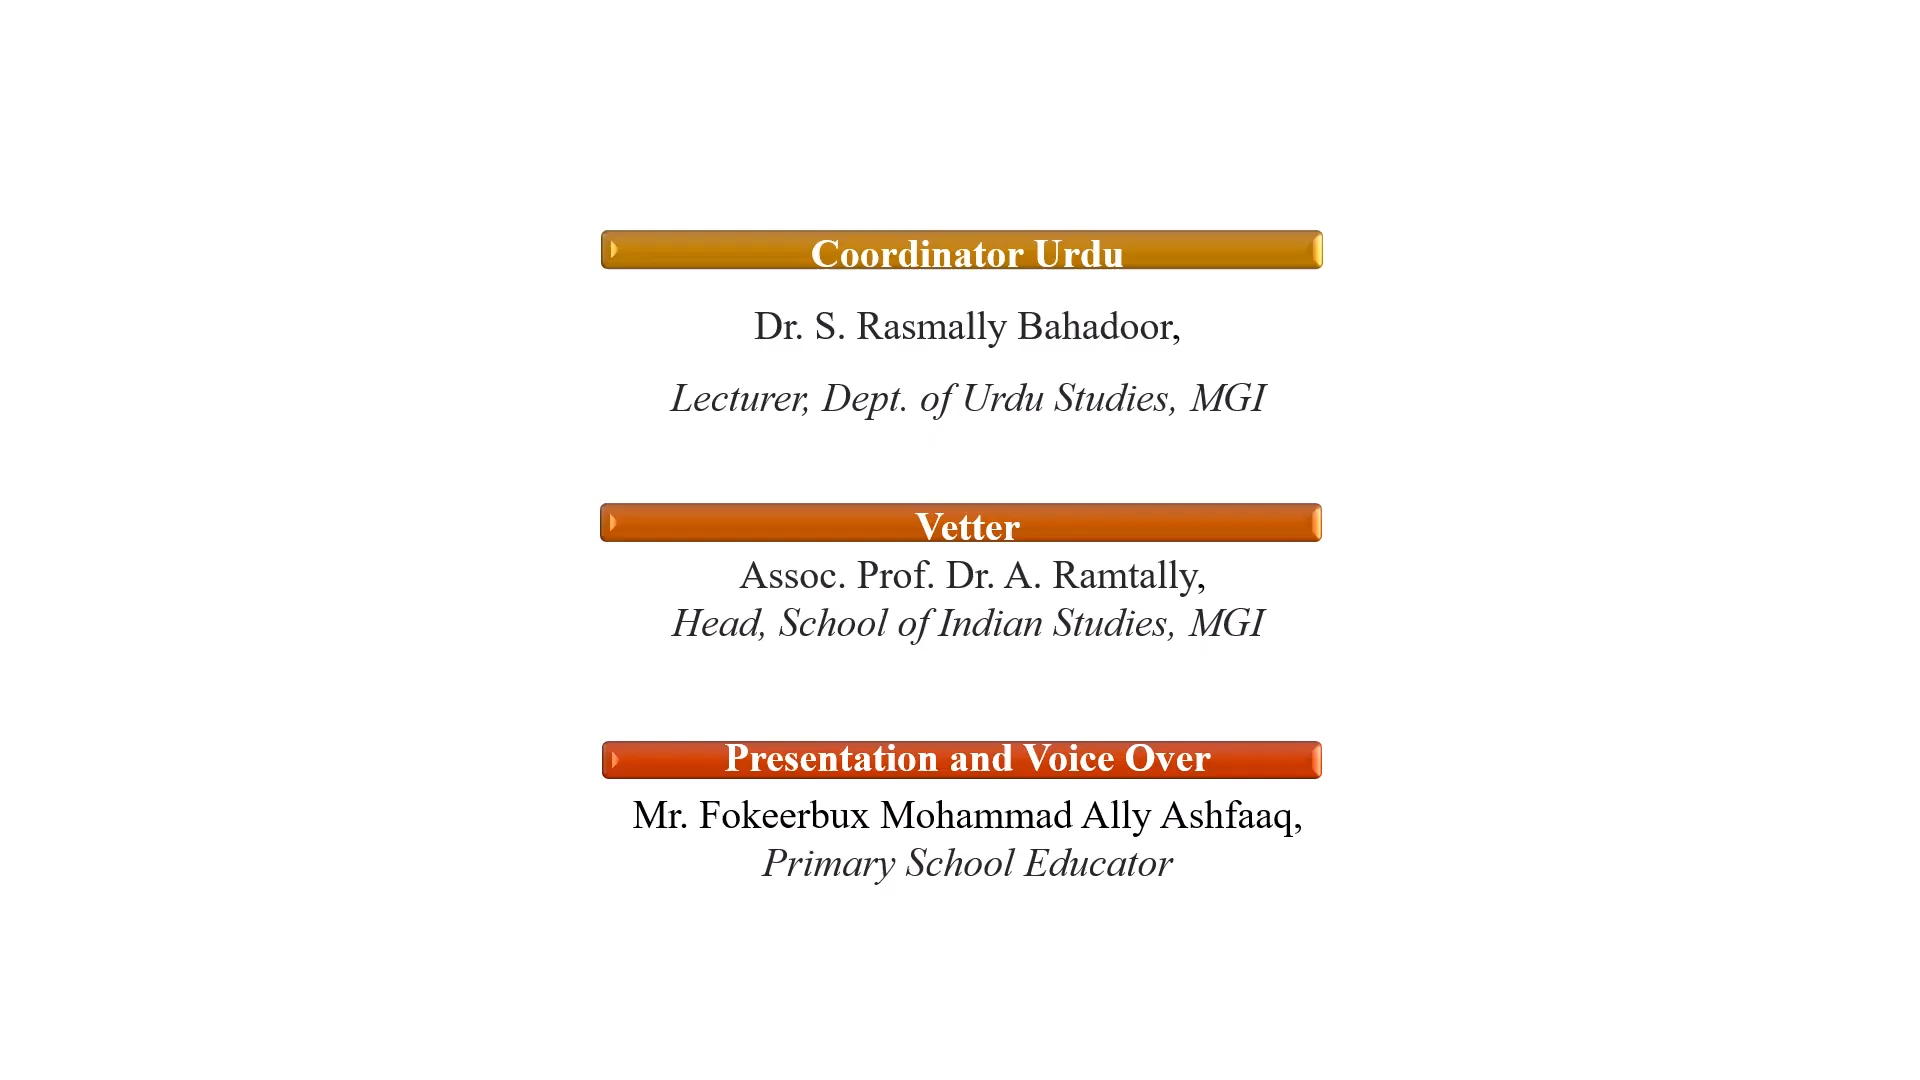 Coordinator Urdu
Dr. S. Rasmally Bahadoor,
Lecturer, Dept. of Urdu Studies, MGI
Vetter
Assoc. Prof. Dr. A. Ramtally,
Head, School of Indian Studies, MGI
Presentation and Voice Over
Mr. Fokeerbux Mohammad Ally Ashfaaq,
Primary School Educator